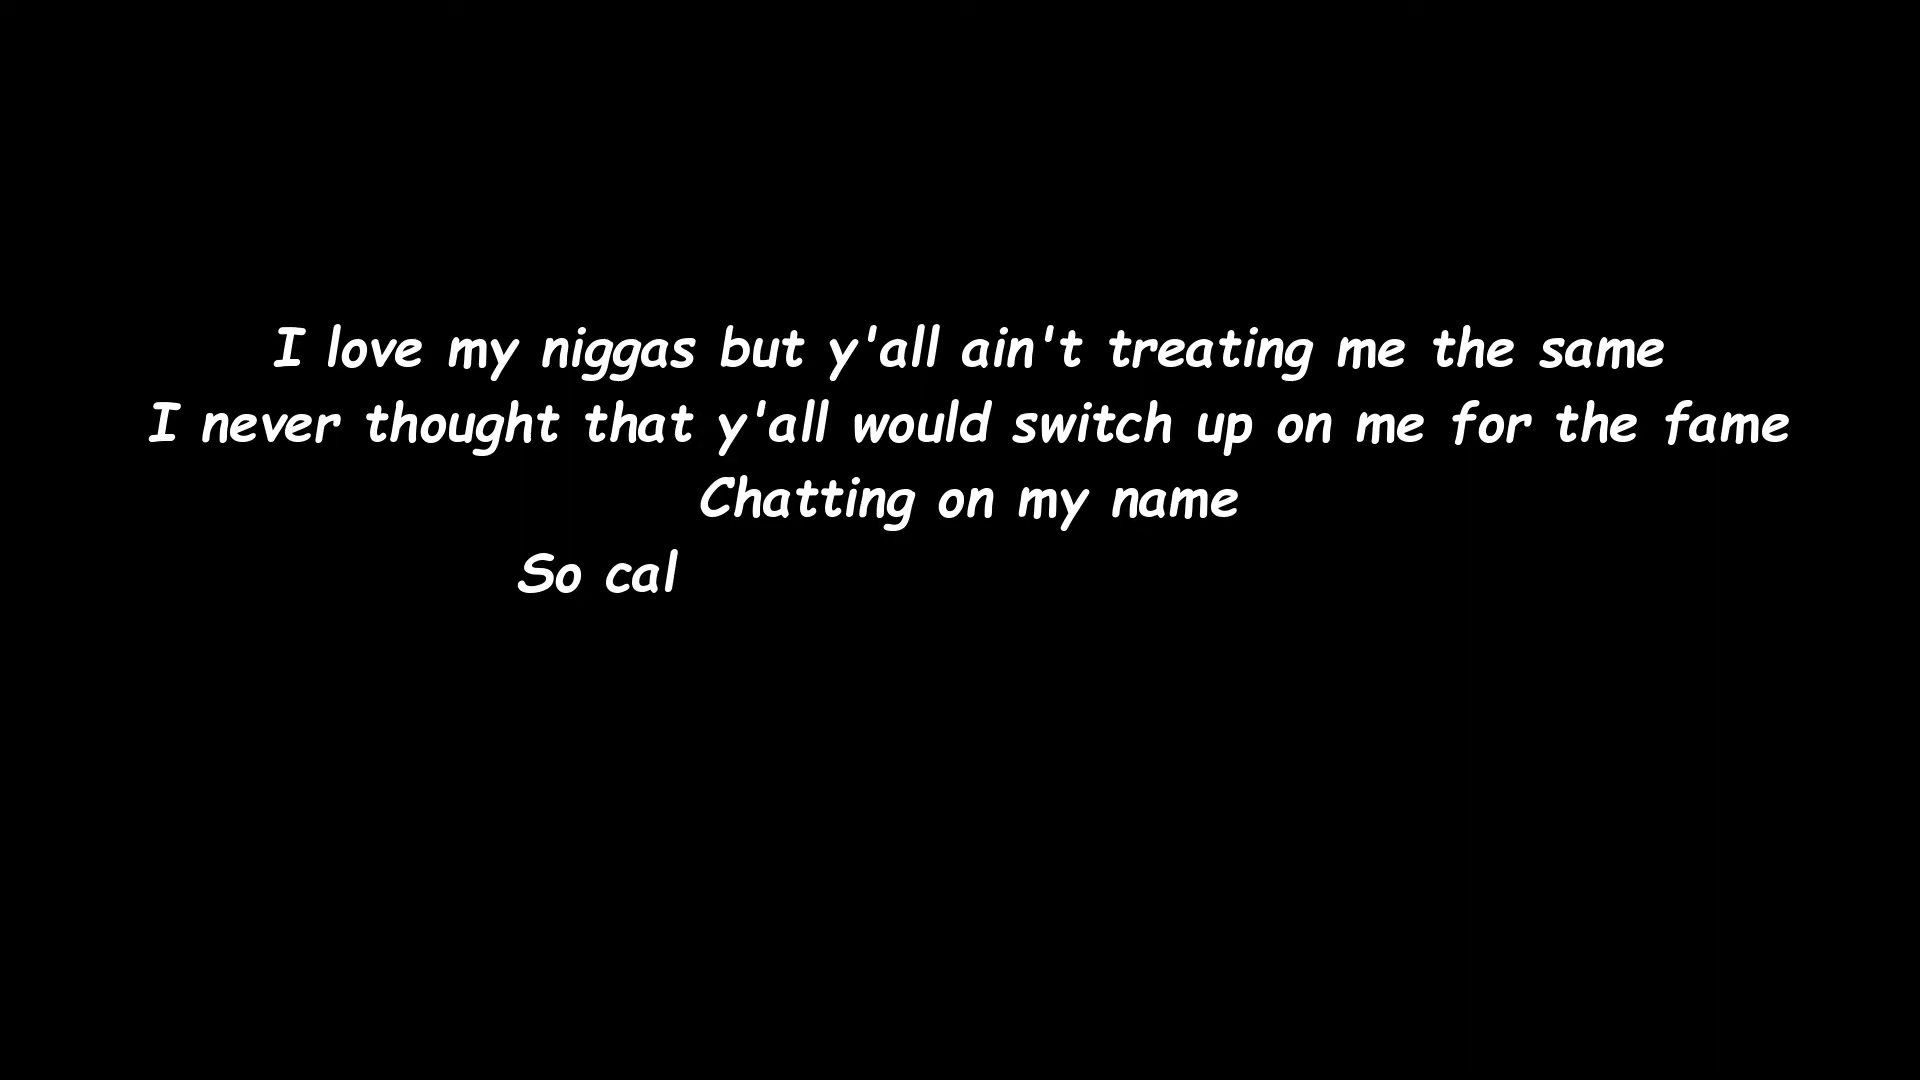 I love my niggas but y'all ain't treating me the same
I never thought that y'all would switch up on me for the fame
Chatting on my name
So cal